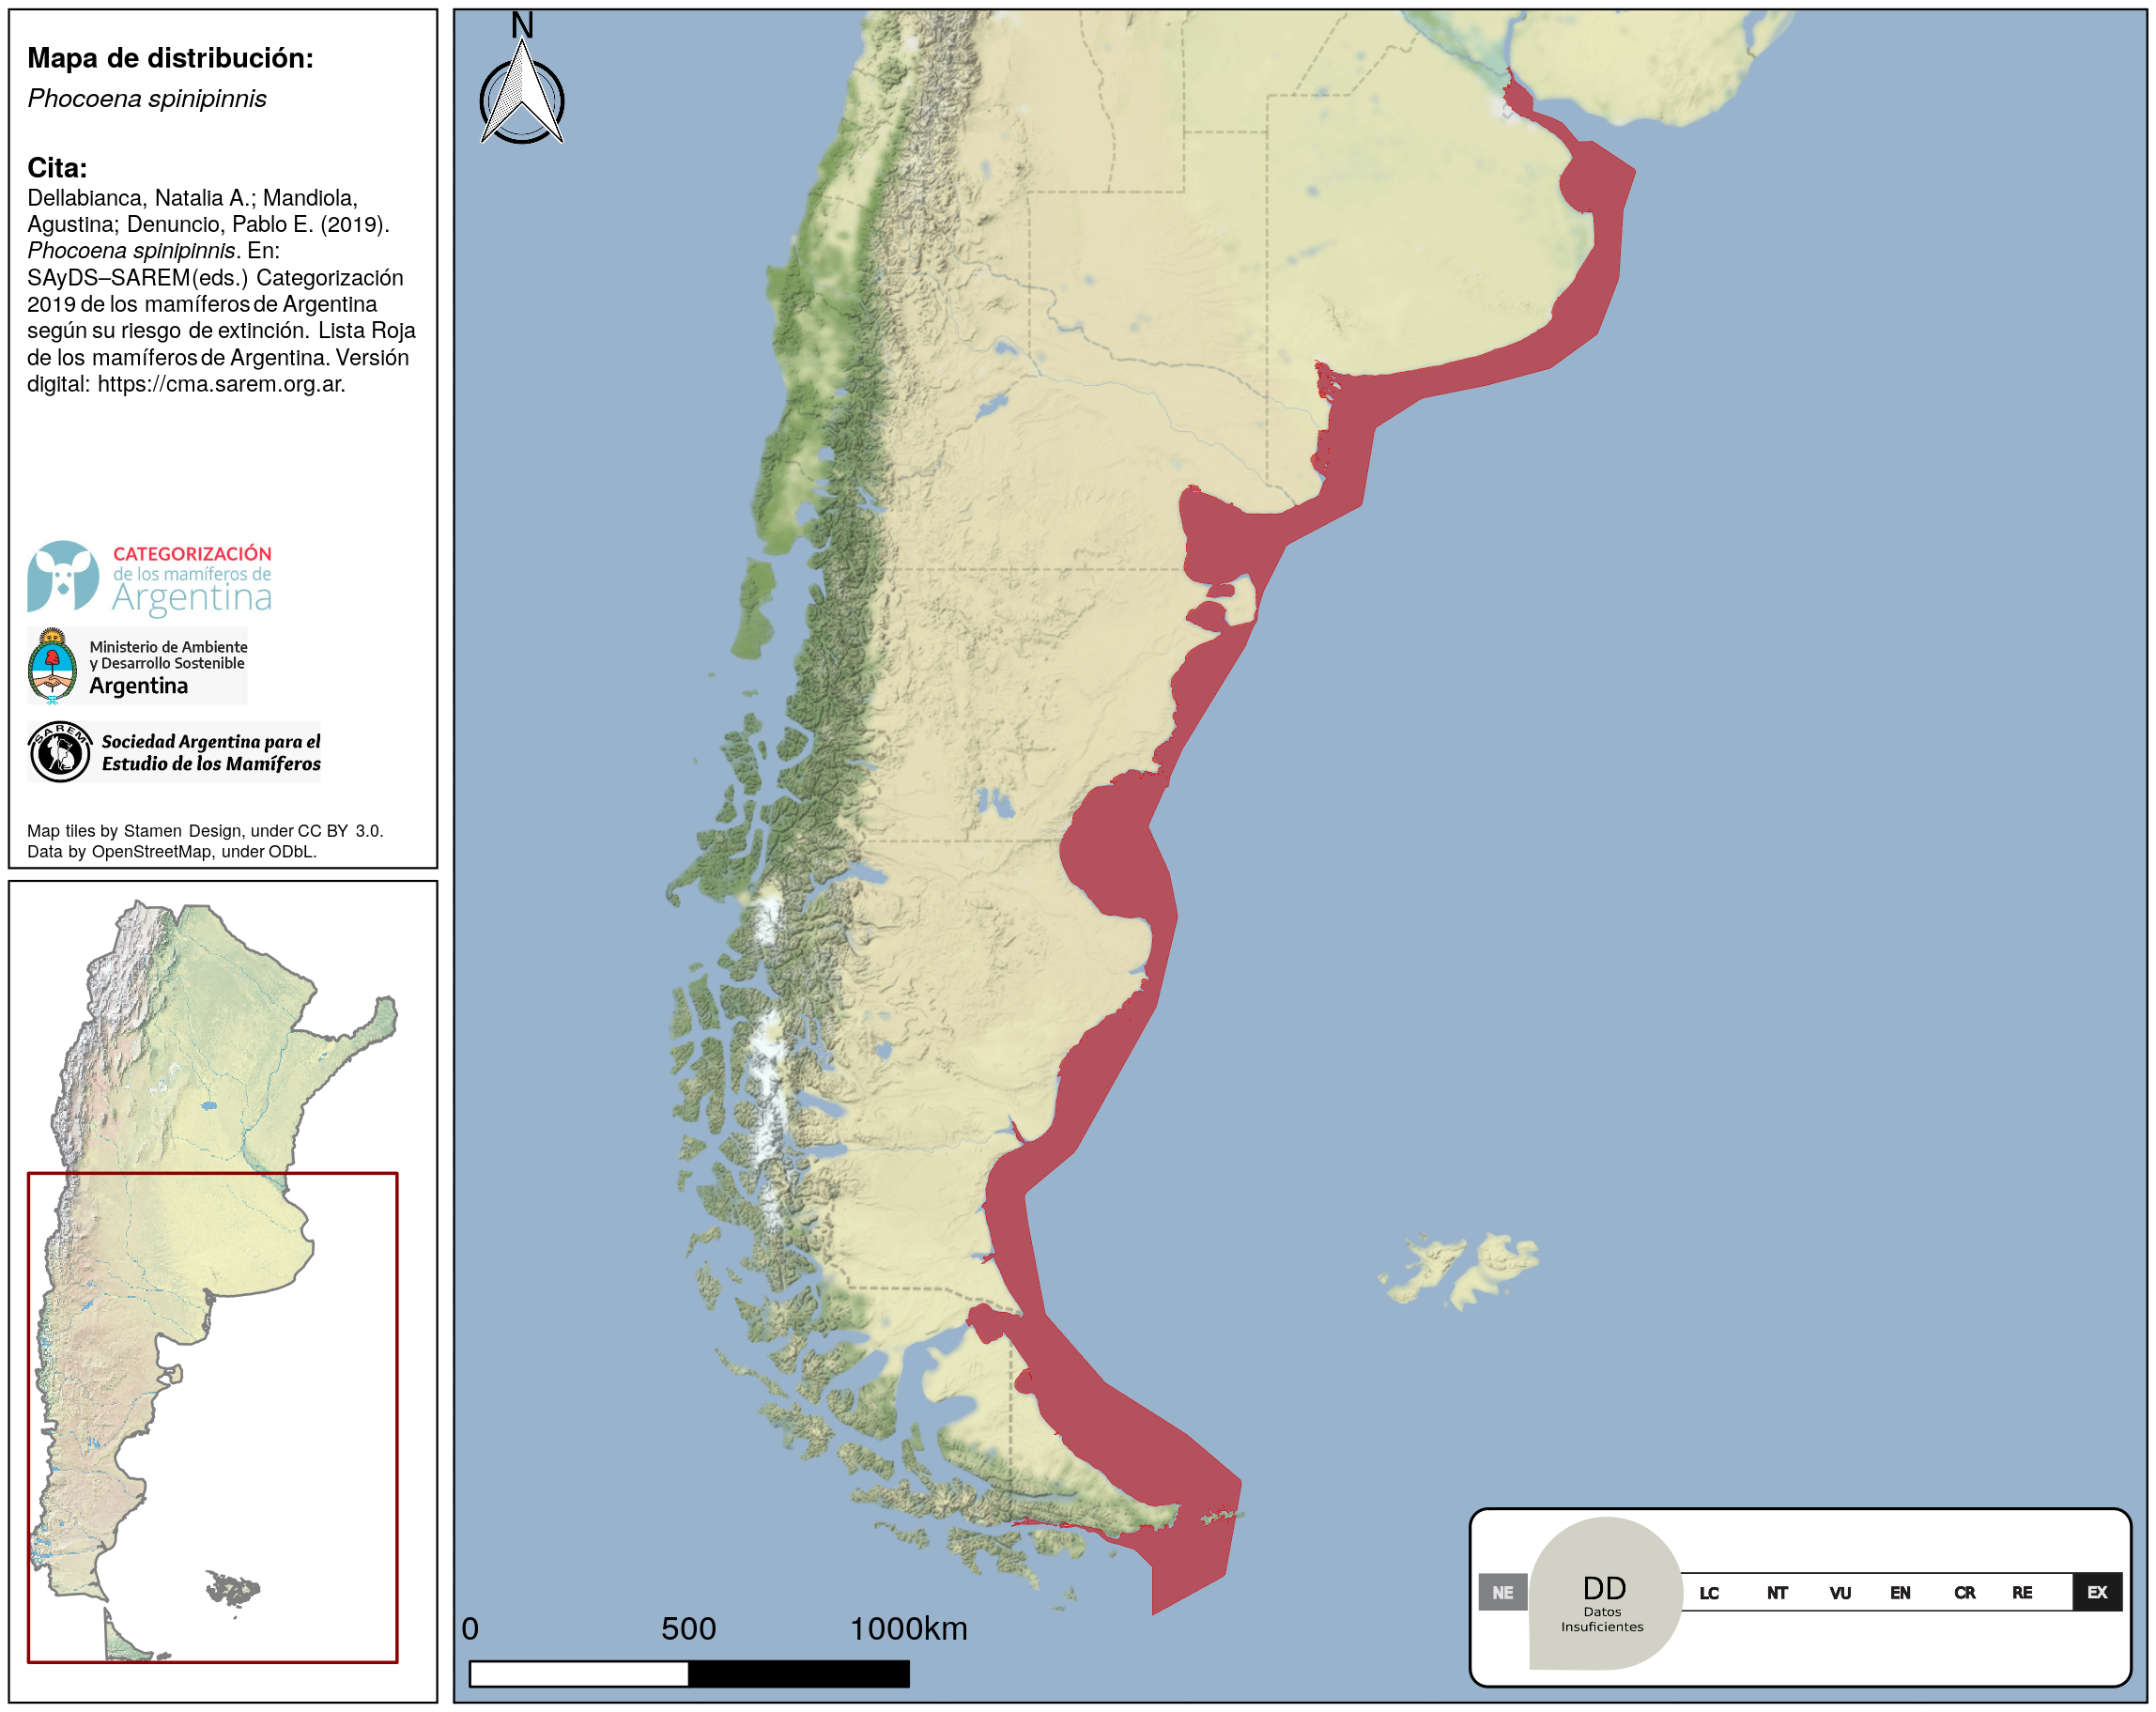 Mapa de distribución:
Phocoena spinipinnis
Cita:
Dellabianca, Natalia A.; Mandiola,
Agustina; Denuncio, Pablo E. (2019).
Phocoena spinipinnis. En:
SAyDS–SAREM(eds.) Categorización
2019 de los mamíferos de Argentina
según su riesgo de extinción. Lista Roja
de los mamíferos de Argentina. Versión
digital: https://cma.sarem.org.ar.
CATEGORIZACIÓN
de los mamíferos de
Argentina
Ministerio de Ambiente
y Desarrollo Sostenible
Argentina
SAREM
Sociedad Argentina para el
Estudio de los Mamíferos
Map tiles by Stamen Design, under CC BY 3.0.
Data by OpenStreetMap, under ODbL.
N
0 500 1000km
NE DD LC NT VU EN CR RE EX
Datos
Insuficientes